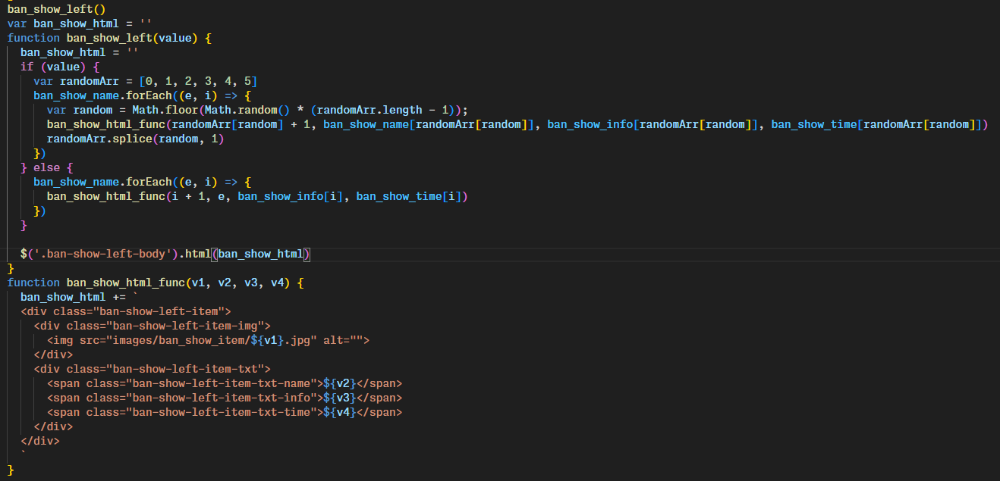 ban_show_left()
var ban_show_html = ''
function ban_show_left(value) {
  ban_show_html = ''
  if (value) {
    var randomArr = [0, 1, 2, 3, 4, 5]
    ban_show_name.forEach((e, i) => {
      var random = Math.floor(Math.random() * (randomArr.length - 1));
      ban_show_html_func(randomArr[random] + 1, ban_show_name[randomArr[random]], ban_show_info[randomArr[random]], ban_show_time[randomArr[random]])
      randomArr.splice(random, 1)
    })
  } else {
    ban_show_name.forEach((e, i) => {
      ban_show_html_func(i + 1, e, ban_show_info[i], ban_show_time[i])
    })
  }

  $('.ban-show-left-body').html(ban_show_html)
}
function ban_show_html_func(v1, v2, v3, v4) {
  ban_show_html += `
  <div class="ban-show-left-item">
    <div class="ban-show-left-item-img">
      <img src="images/ban_show_item/${v1}.jpg" alt="">
    </div>
    <div class="ban-show-left-item-txt">
      <span class="ban-show-left-item-txt-name">${v2}</span>
      <span class="ban-show-left-item-txt-info">${v3}</span>
      <span class="ban-show-left-item-txt-time">${v4}</span>
    </div>
  </div>
  `
}